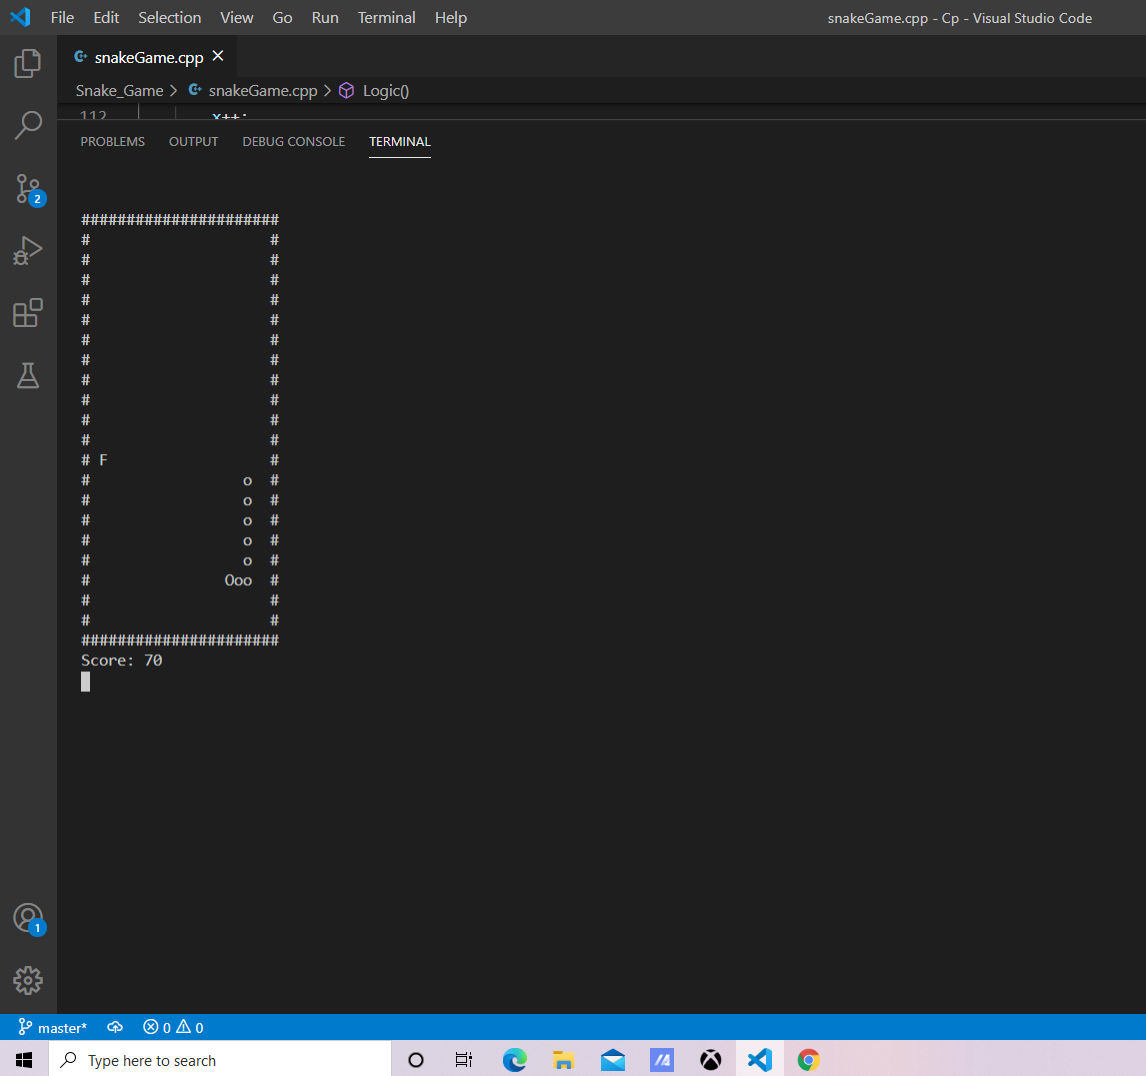 File Edit Selection View Go Run Terminal Help
snakeGame.cpp - Cp - Visual Studio Code
snakeGame.cpp
Snake_Game > snakeGame.cpp > Logic()
112 x++;
PROBLEMS OUTPUT DEBUG CONSOLE TERMINAL
2
######################
#                    #
#                    #
#                    #
#                    #
#                    #
#                    #
#                    #
#                    #
#                    #
#                    #
#                    #
# F                  #
#                 o  #
#                 o  #
#                 o  #
#                 o  #
#                 o  #
#               Ooo  #
#                    #
#                    #
######################
Score: 70
1
master* 0 0
Type here to search